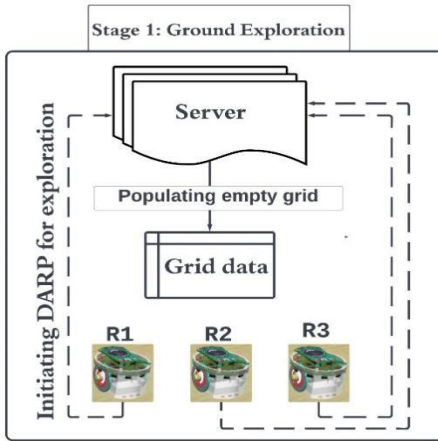 Stage 1: Ground Exploration
Server
Populating empty grid
Grid data
Initiating DARP for exploration
R1 R2 R3